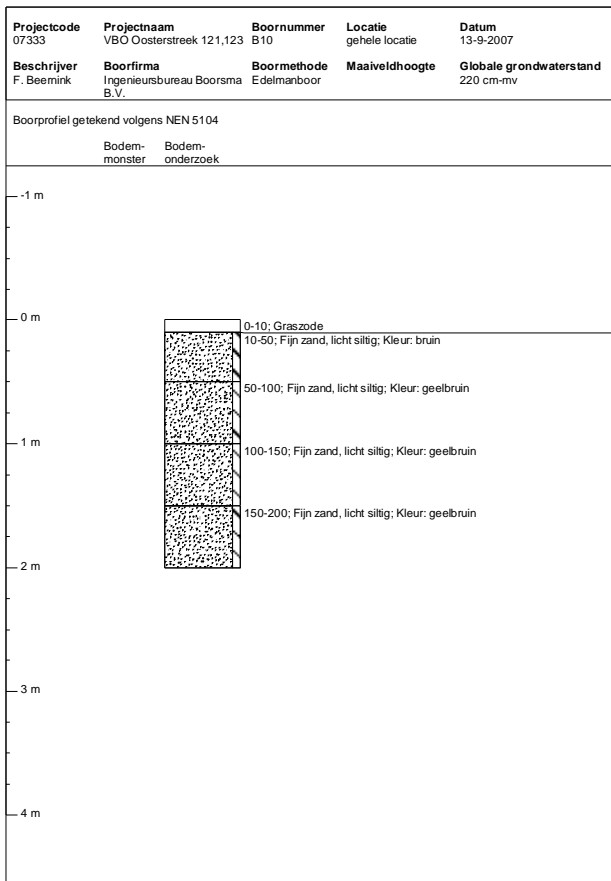 Projectcode Projectnaam Boornummer Locatie Datum
07333 VBO Oosterstreek 121,123 B10 gehele locatie 13-9-2007
Beschrijver Boorfirma Boormethode Maaiveldhoogte Globale grondwaterstand
F. Beernink Ingenieursbureau Boorsma Edelmanboor 220 cm-mv
B.V.
Boorprofiel getekend volgens NEN 5104
Bodem- Bodem-
monster onderzoek
-1 m
0 m
0-10; Graszode
10-50; Fijn zand, licht siltig; Kleur: bruin
50-100; Fijn zand, licht siltig; Kleur: geelbruin
1 m
100-150; Fijn zand, licht siltig; Kleur: geelbruin
150-200; Fijn zand, licht siltig; Kleur: geelbruin
2 m
3 m
4 m